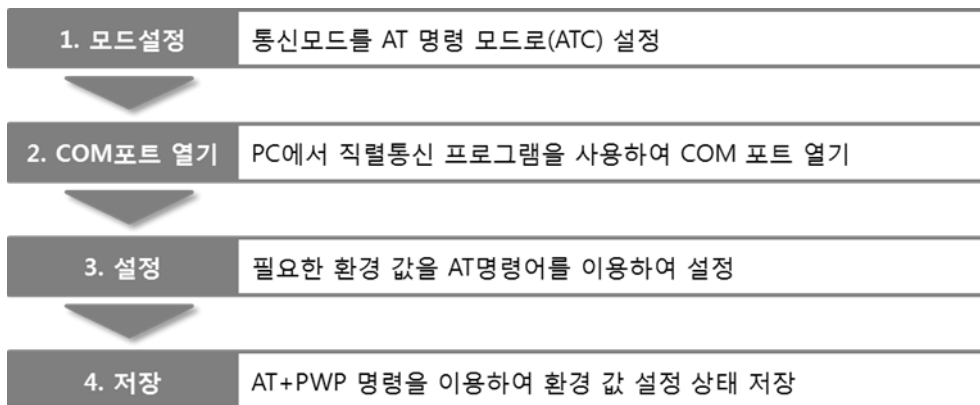 1. 모드설정 통신모드를 AT 명령 모드로(ATC) 설정
2. COM포트 열기 PC에서 직렬통신 프로그램을 사용하여 COM 포트 열기
3. 설정 필요한 환경 값을 AT명령어를 이용하여 설정
4. 저장 AT+PWP 명령을 이용하여 환경 값 설정 상태 저장